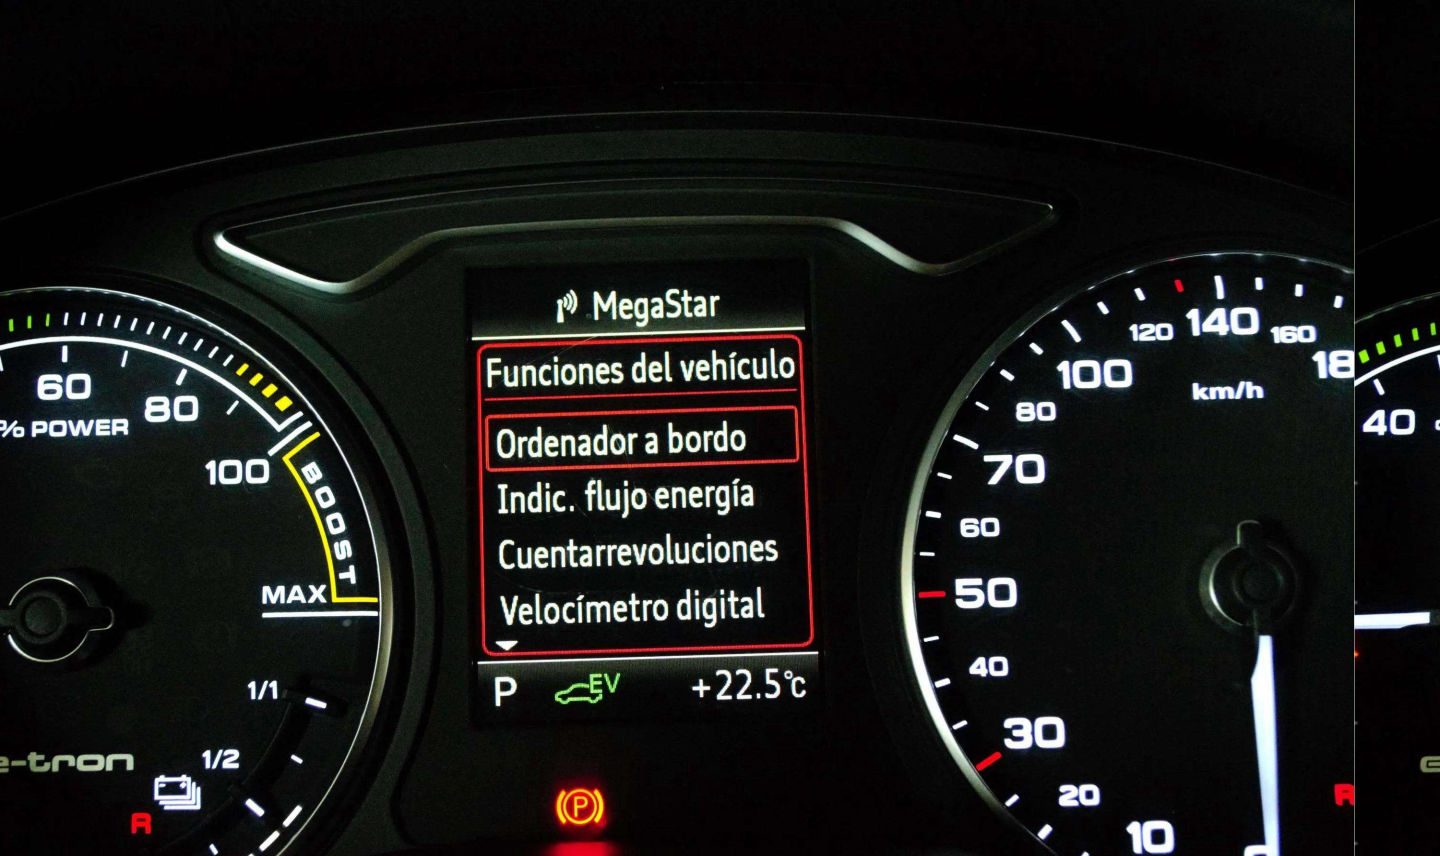 MegaStar
Funciones del vehículo
Ordenador a bordo
Indic. flujo energía
Cuentarrevoluciones
Velocímetro digital
P EV +22.5°C
P
60
80
% POWER
100
BOOST
MAX
1/1
1/2
e-tron
R
120 140 160
100
80
km/h
70
60
50
40
30
20
10
R
40